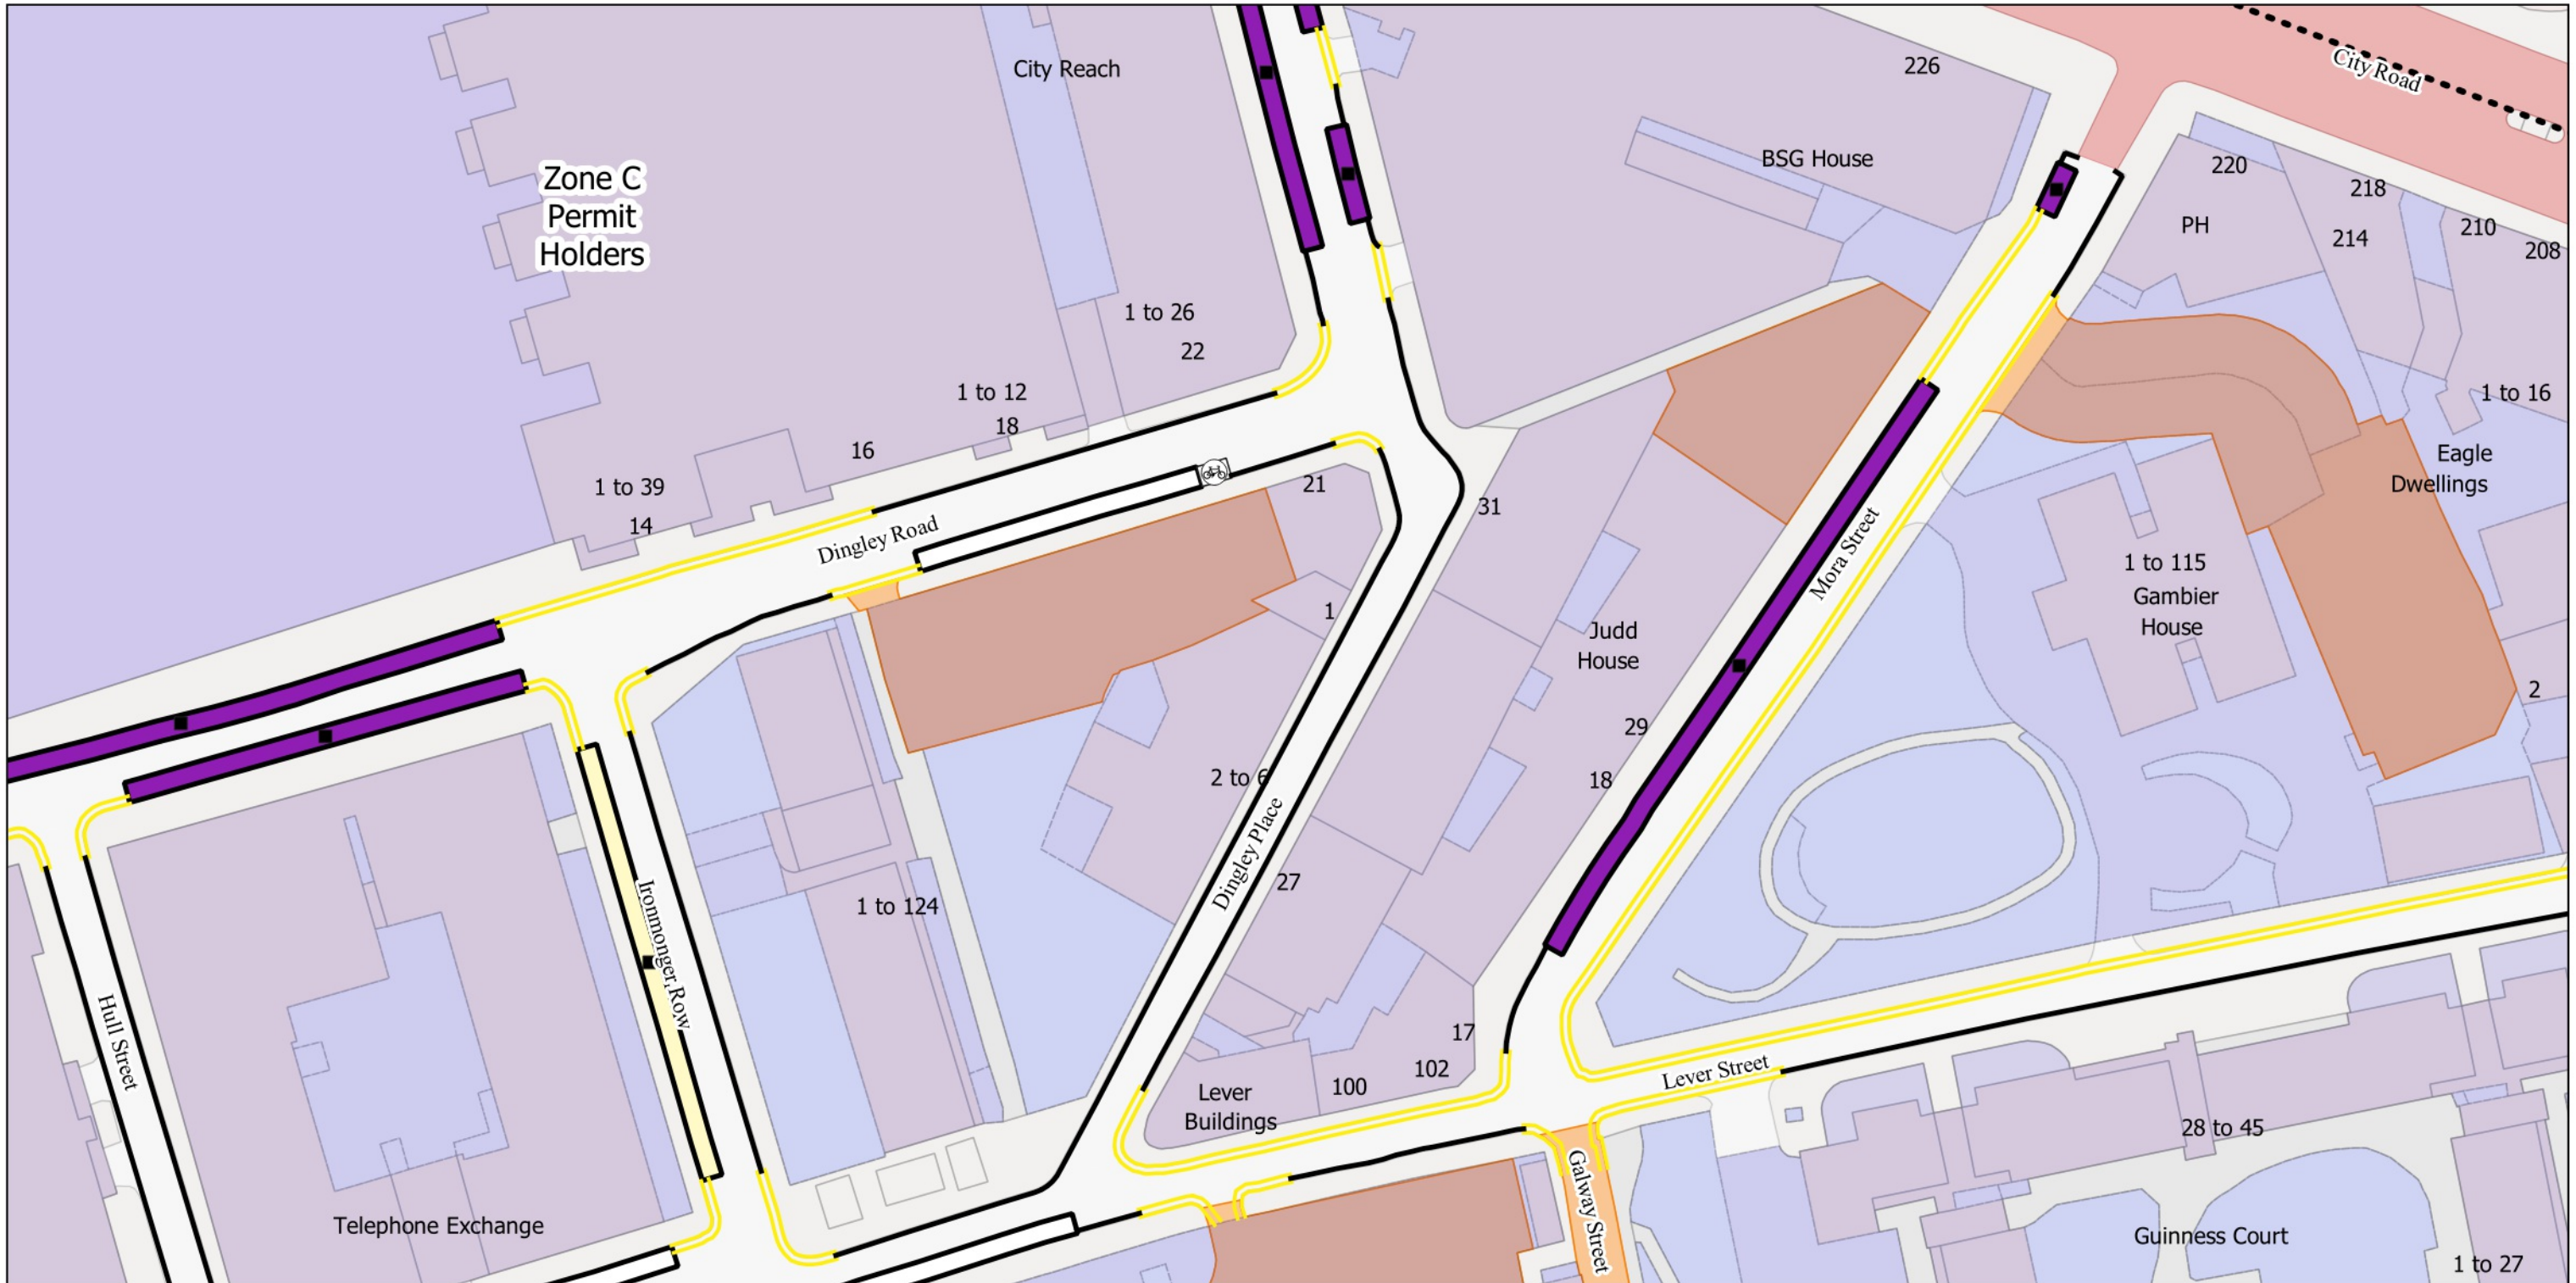 City Road
City Reach
226
BSG House
220
218
PH
214
210
208
Zone C
Permit
Holders
1 to 26
22
1 to 12
18
16
1 to 39
14
Dingley Road
21
31
1 to 16
Eagle
Dwellings
Mora Street
1 to 115
Gambier
House
1
Judd
House
2
29
18
2 to 6
Dingley Place
27
1 to 124
Ironmonger Row
Hull Street
17
102
100
Lever
Buildings
Lever Street
28 to 45
Galway Street
Telephone Exchange
Guinness Court
1 to 27